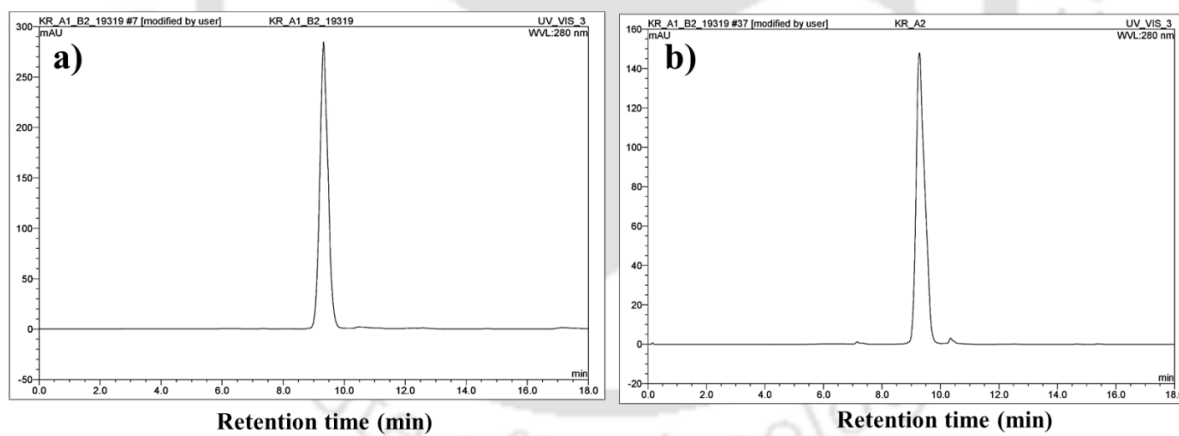 KR_A1_B2_19319 #7 [modified by user] KR_A1_B2_19319 UV_VIS_3
mAU WVL:280 nm
a)
300
250
200
150
100
50
0
-50
0.0 2.0 4.0 6.0 8.0 10.0 12.0 14.0 16.0 18.0
min
Retention time (min)
KR_A1_B2_19319 #37 [modified by user] KR_A2 UV_VIS_3
mAU WVL:280 nm
b)
160
140
120
100
80
60
40
20
0
-20
0.0 2.0 4.0 6.0 8.0 10.0 12.0 14.0 16.0 18.0
min
Retention time (min)